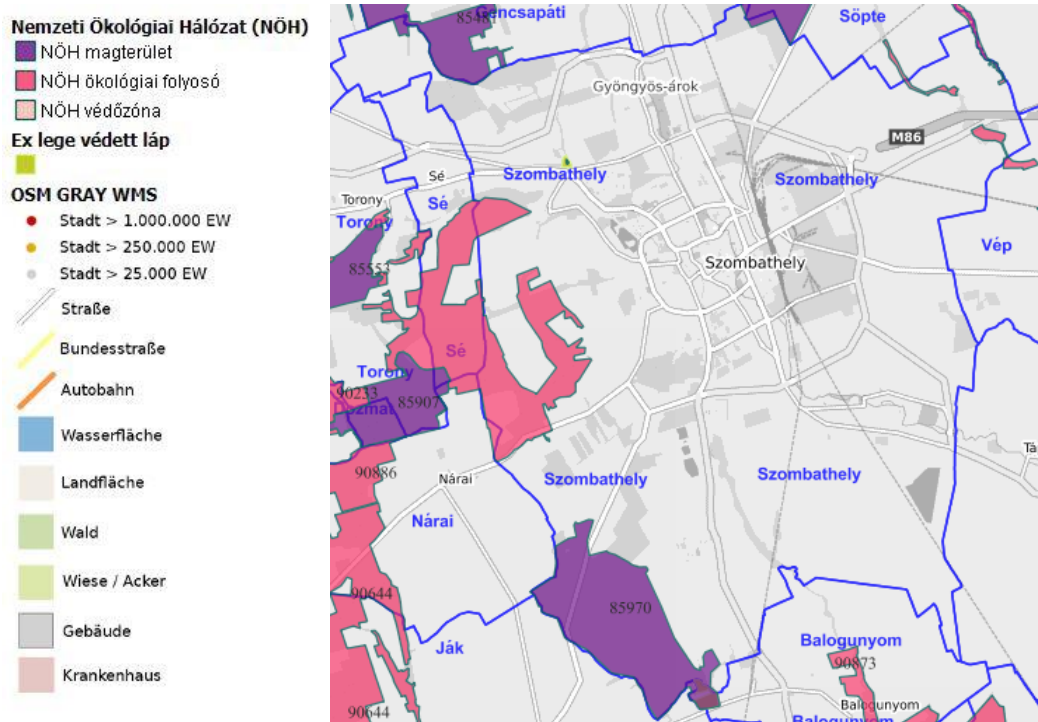 Nemzeti Ökológiai Hálózat (NÖH)
NÖH magterület
NÖH ökológiai folyosó
NÖH védőzóna
Ex lege védett láp
OSM GRAY WMS
Stadt > 1.000.000 EW
Stadt > 250.000 EW
Stadt > 25.000 EW
Straße
Bundesstraße
Autobahn
Wasserfläche
Landfläche
Wald
Wiese / Acker
Gebäude
Krankenhaus
Gencsapáti
85481
Söpte
Gyöngyös-árok
M86
Sé
Szombathely
Szombathely
Torony
Sé
Torony
Vép
85553
Szombathely
Sé
Torony
90233
85907
90886
Nárai
Szombathely
Szombathely
Nárai
90644
85970
Ják
Balogunyom
90873
Balogunyom
90644
Balogunyom